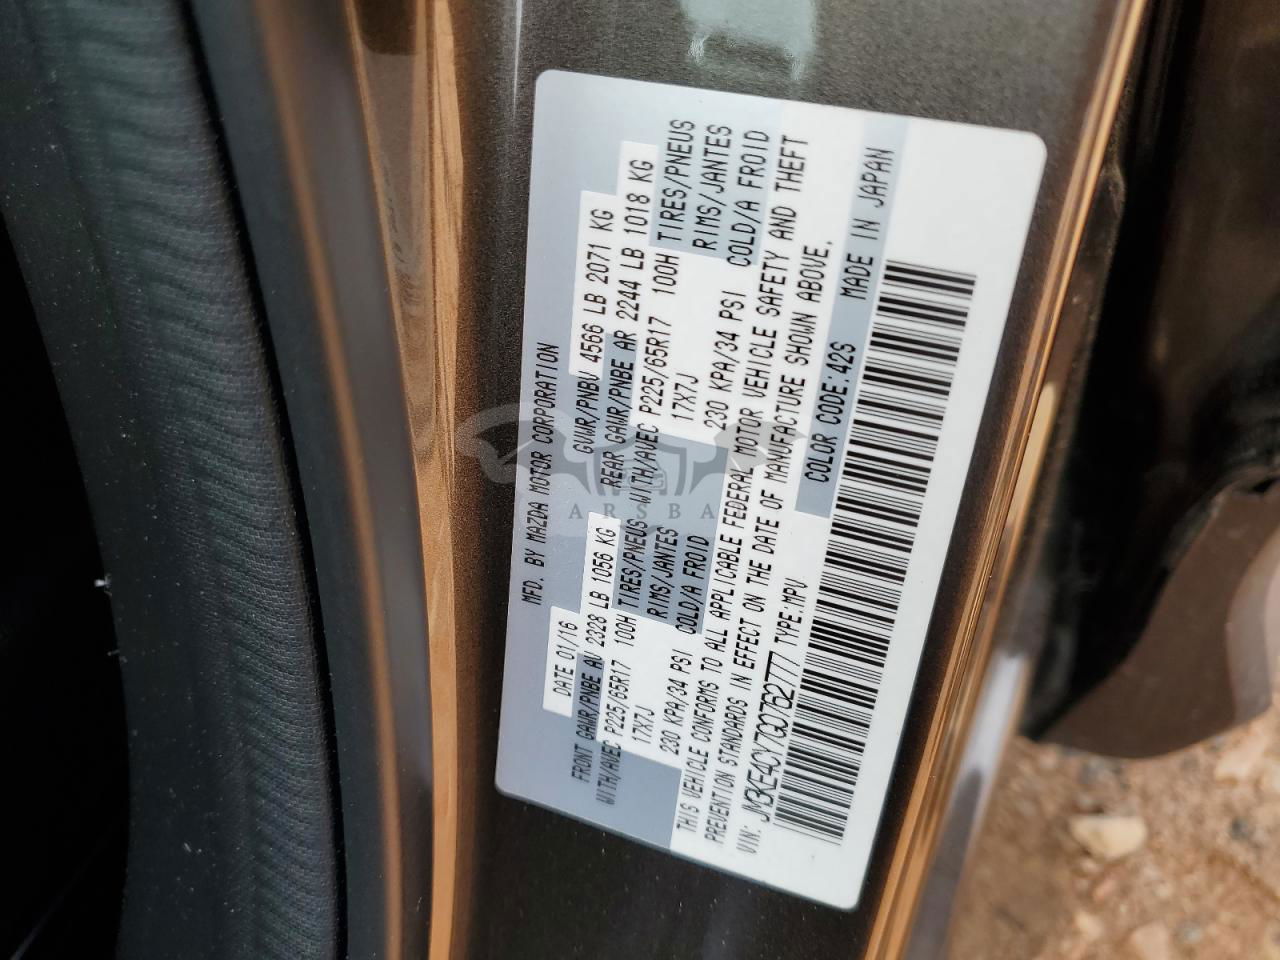 MFD. BY MAZDA MOTOR CORPORATION
DATE 01/16 GVWR/PNBV 4566 LB 2071 KG
FRONT GAWR/PNBE AV 2328 LB 1056 KG REAR GAWR/PNBE AR 2244 LB 1018 KG
WITH/AVEC P225/65R17 100H TIRES/PNEUS WITH/AVEC P225/65R17 100H TIRES/PNEUS
17X7J RIMS/JANTES 17X7J RIMS/JANTES
230 KPA/34 PSI COLD/A FROID 230 KPA/34 PSI COLD/A FROID
THIS VEHICLE CONFORMS TO ALL APPLICABLE FEDERAL MOTOR VEHICLE SAFETY AND THEFT
PREVENTION STANDARDS IN EFFECT ON THE DATE OF MANUFACTURE SHOWN ABOVE.
VIN: JM3KE4CY7G0762777 TYPE:MPV COLOR CODE:42S MADE IN JAPAN
ARSBA